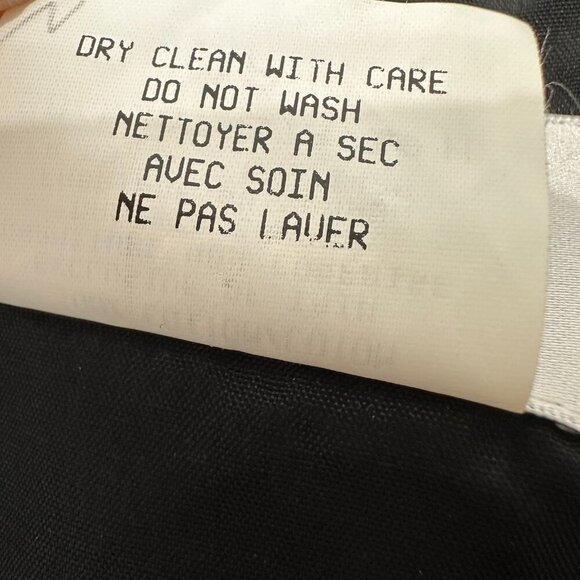 DRY CLEAN WITH CARE
DO NOT WASH
NETTOYER A SEC
AVEC SOIN
NE PAS LAVER